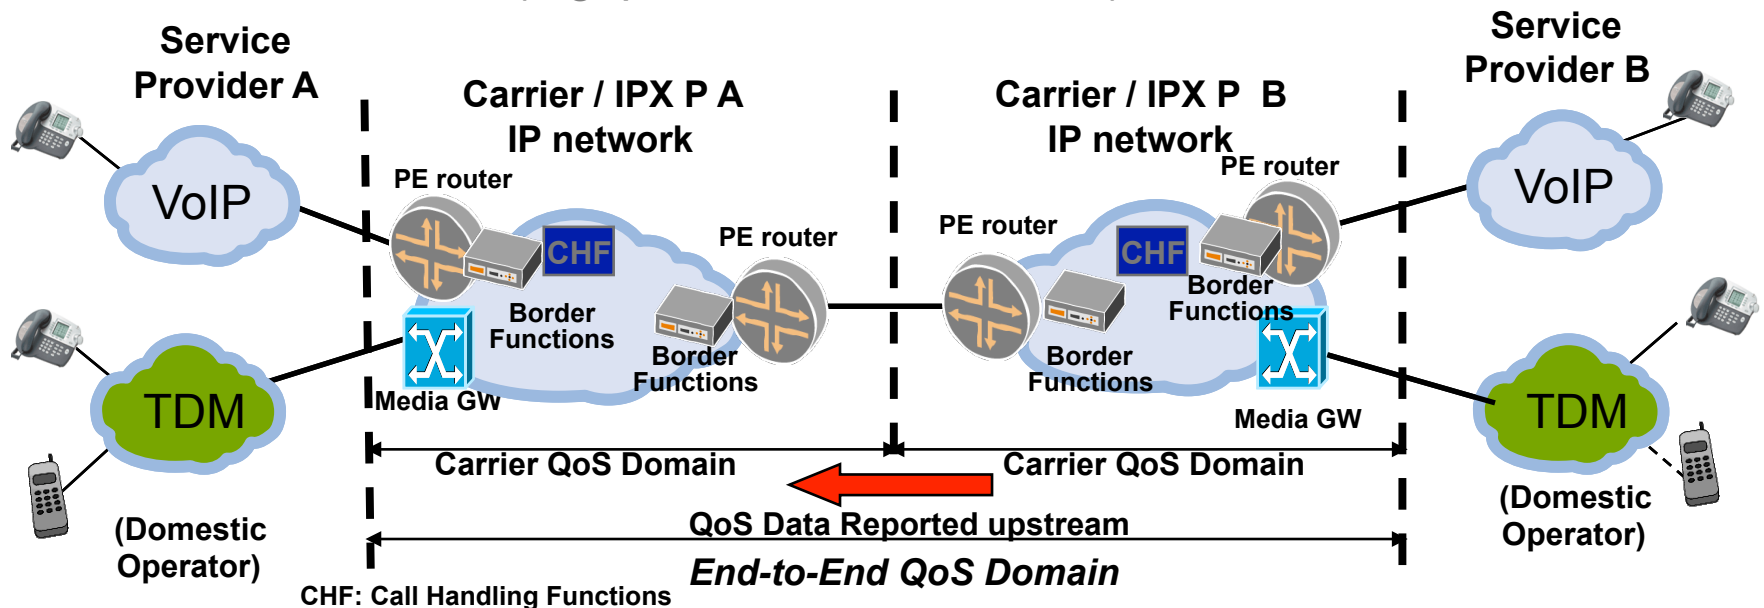 Service
Provider A
Carrier / IPX P A
IP network
Carrier / IPX P B
IP network
Service
Provider B
VoIP
PE router
CHF
Border
Functions
PE router
Border
Functions
PE router
Border
Functions
CHF
PE router
Border
Functions
VoIP
TDM
Media GW
Media GW
TDM
(Domestic
Operator)
(Domestic
Operator)
Carrier QoS Domain
Carrier QoS Domain
QoS Data Reported upstream
End-to-End QoS Domain
CHF: Call Handling Functions